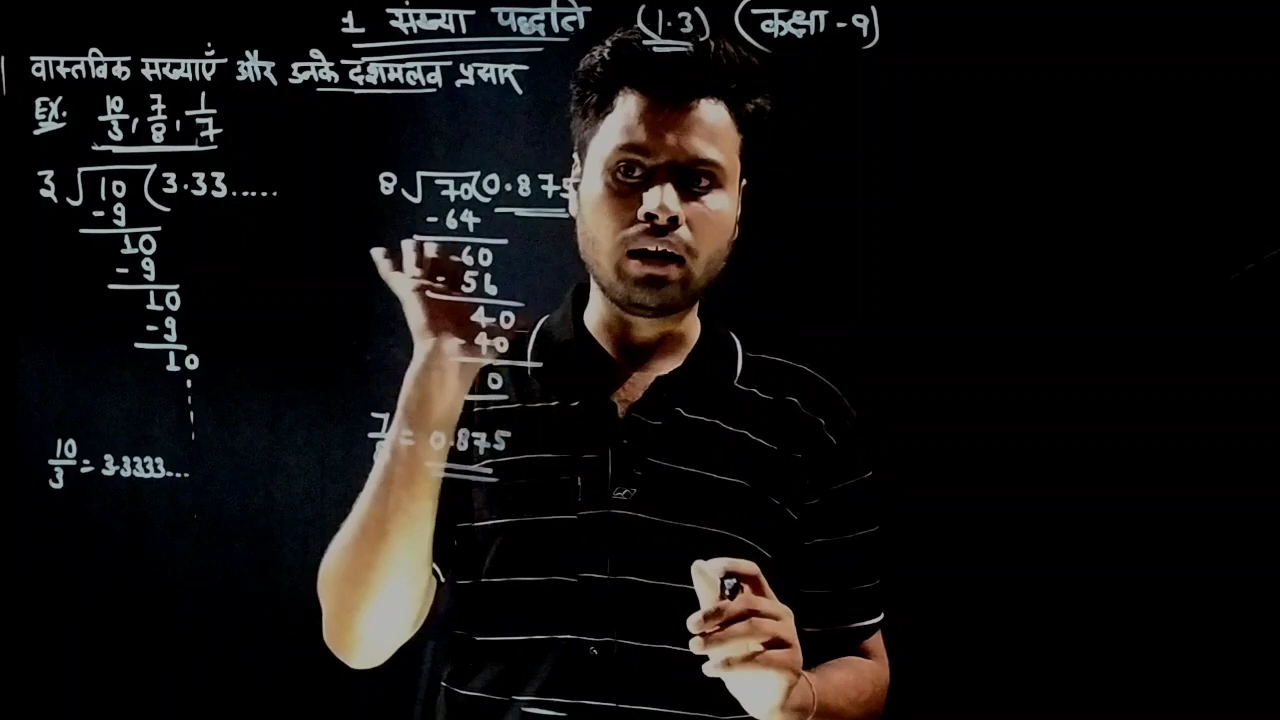 1 संख्या पद्धति (1.3) (कक्षा - 9)
वास्तविक संख्याएँ और उनके दशमलव प्रसार
EX. 10/3, 7/8, 1/7
3 √ 10 ( 3.33.....
-9
10
-9
10
-9
10
10/3 = 3.3333....
8 √ 70 ( 0.875
-64
-60
- 56
40
- 40
0
7/ = 0.875